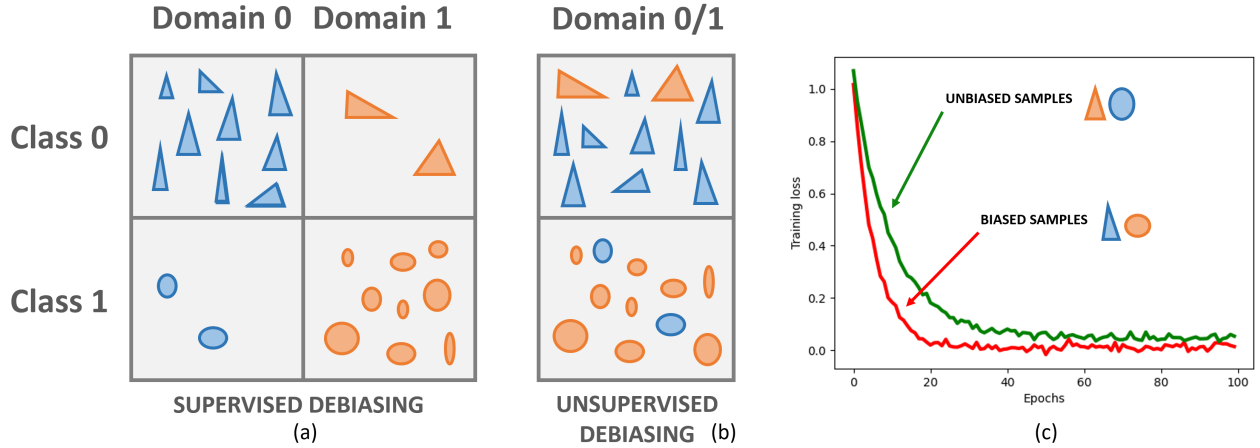 Domain 0 Domain 1
Domain 0/1
Class 0
Class 1
SUPERVISED DEBIASING
(a)
UNSUPERVISED
DEBIASING (b)
UNBIASED SAMPLES
BIASED SAMPLES
Training loss
1.0
0.8
0.6
0.4
0.2
0.0
0 20 40 60 80 100
Epochs
(c)